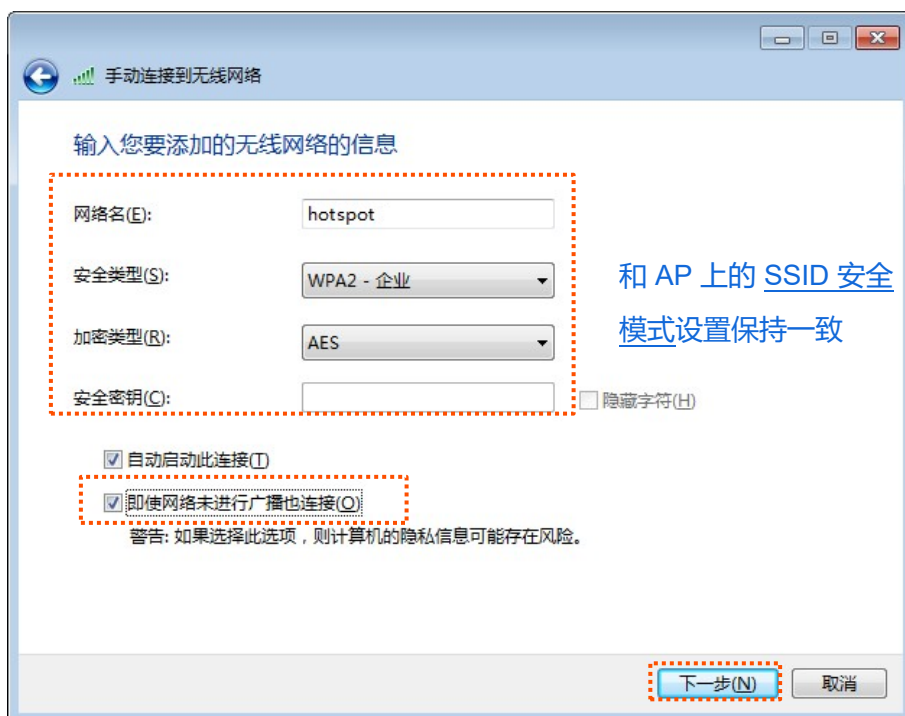 手动连接到无线网络
输入您要添加的无线网络的信息
网络名(E):
hotspot
安全类型(S):
WPA2 - 企业
加密类型(R):
AES
安全密钥(C):
隐藏字符(H)
和 AP 上的 SSID 安全
模式设置保持一致
自动启动此连接(T)
即使网络未进行广播也连接(O)
警告: 如果选择此选项，则计算机的隐私信息可能存在风险。
下一步(N)
取消